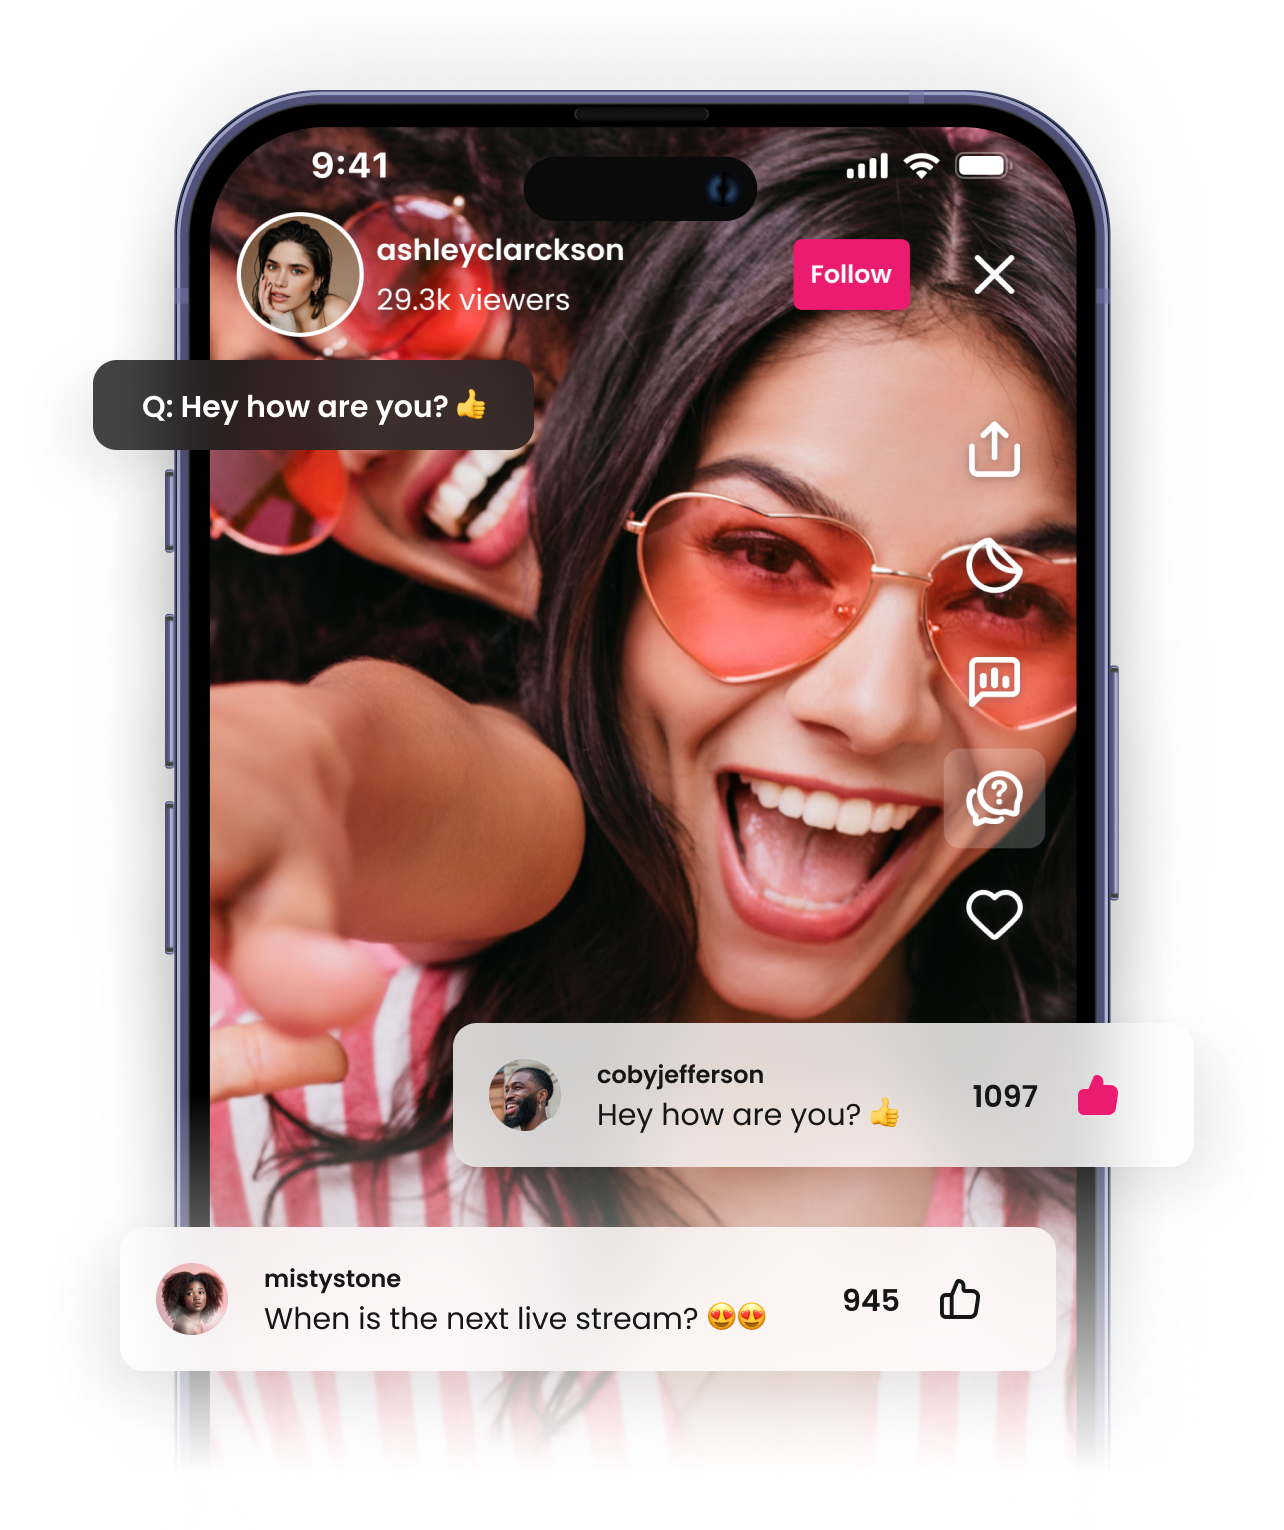 9:41
ashleyclarckson
29.3k viewers
Follow
Q: Hey how are you? 👍
cobyjefferson
Hey how are you? 👍
1097
mistystone
When is the next live stream? 😍😍
945